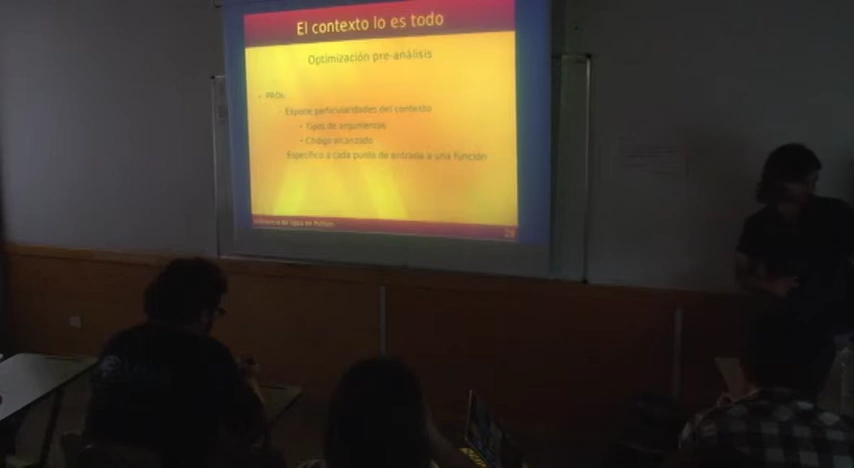 El contexto lo es todo
Optimización pre-análisis
- PROs:
- Expone particularidades del contexto
• Tipos de argumentos
• Código alcanzado
Específico a cada punto de entrada a una función
Inferencia de tipos en Python
28